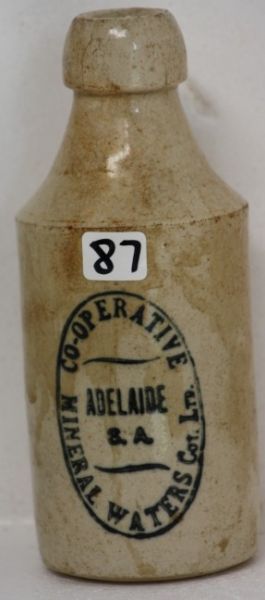 87
CO-OPERATIVE
ADELAIDE
S. A.
MINERAL WATERS COY. LTD.